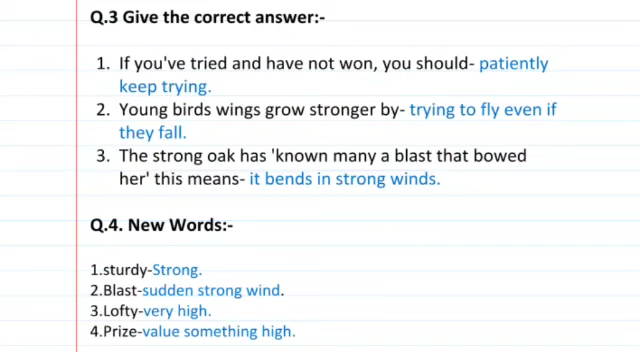 Q.3 Give the correct answer:-
1. If you've tried and have not won, you should- patiently
keep trying.
2. Young birds wings grow stronger by- trying to fly even if
they fall.
3. The strong oak has 'known many a blast that bowed
her' this means- it bends in strong winds.
Q.4. New Words:-
1.sturdy-Strong.
2.Blast-sudden strong wind.
3.Lofty-very high.
4.Prize-value something high.